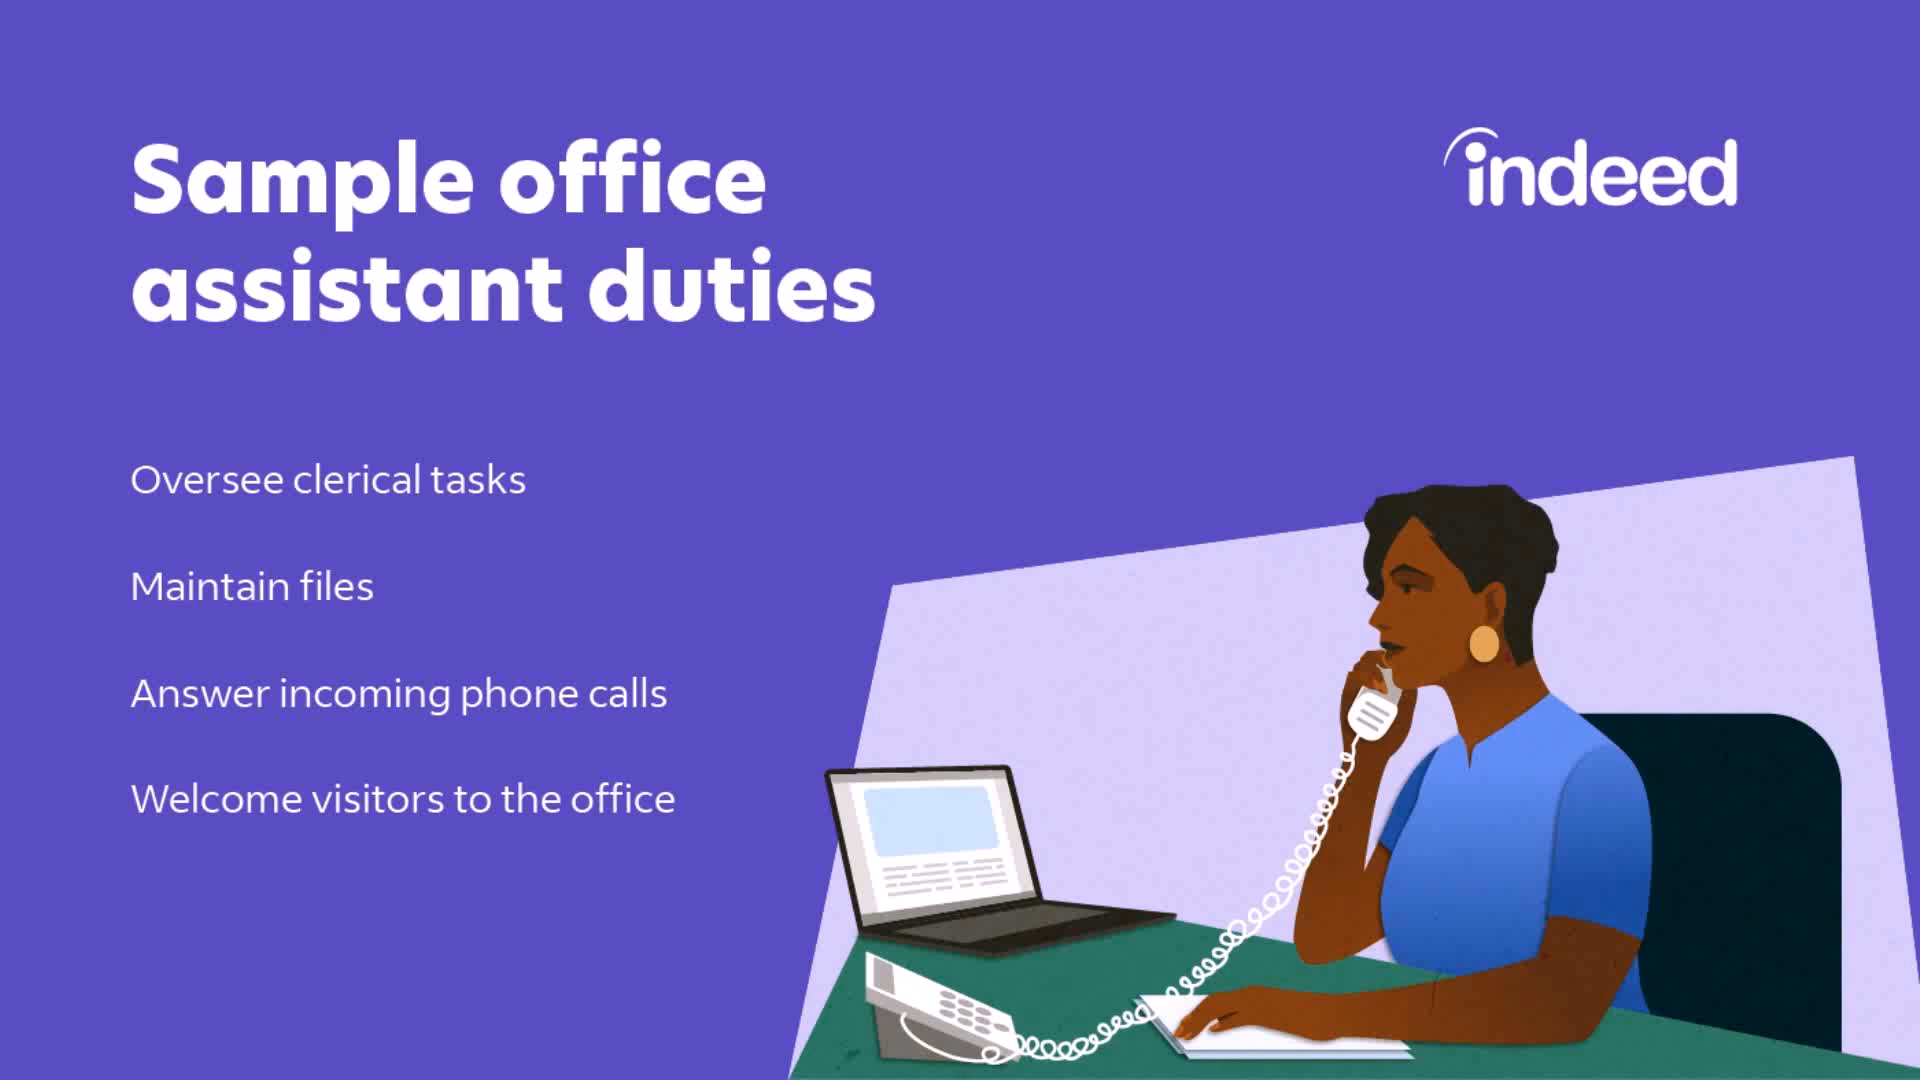 Sample office
assistant duties
indeed
Oversee clerical tasks
Maintain files
Answer incoming phone calls
Welcome visitors to the office